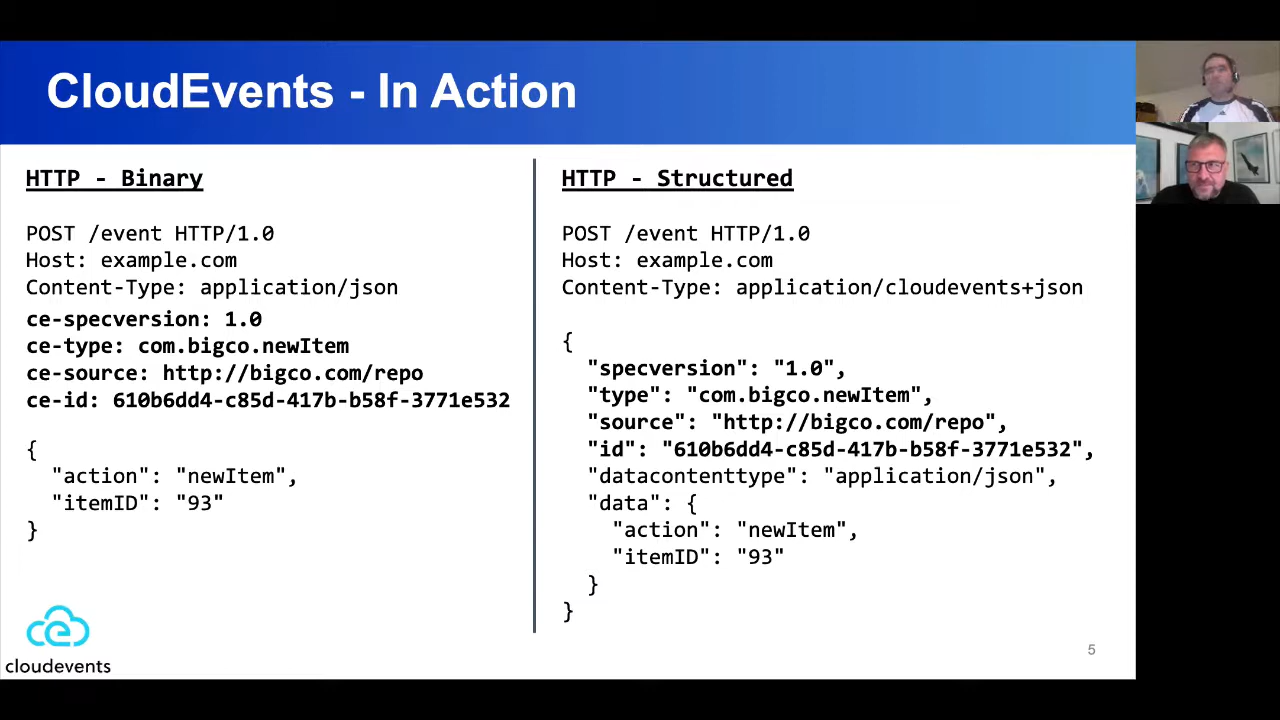 CloudEvents - In Action
HTTP - Binary
POST /event HTTP/1.0
Host: example.com
Content-Type: application/json
ce-specversion: 1.0
ce-type: com.bigco.newItem
ce-source: http://bigco.com/repo
ce-id: 610b6dd4-c85d-417b-b58f-3771e532
{
"action": "newItem",
"itemID": "93"
}
HTTP - Structured
POST /event HTTP/1.0
Host: example.com
Content-Type: application/cloudevents+json
{
"specversion": "1.0",
"type": "com.bigco.newItem",
"source": "http://bigco.com/repo",
"id": "610b6dd4-c85d-417b-b58f-3771e532",
"datacontenttype": "application/json",
"data": {
"action": "newItem",
"itemID": "93"
}
}
cloudevents
5